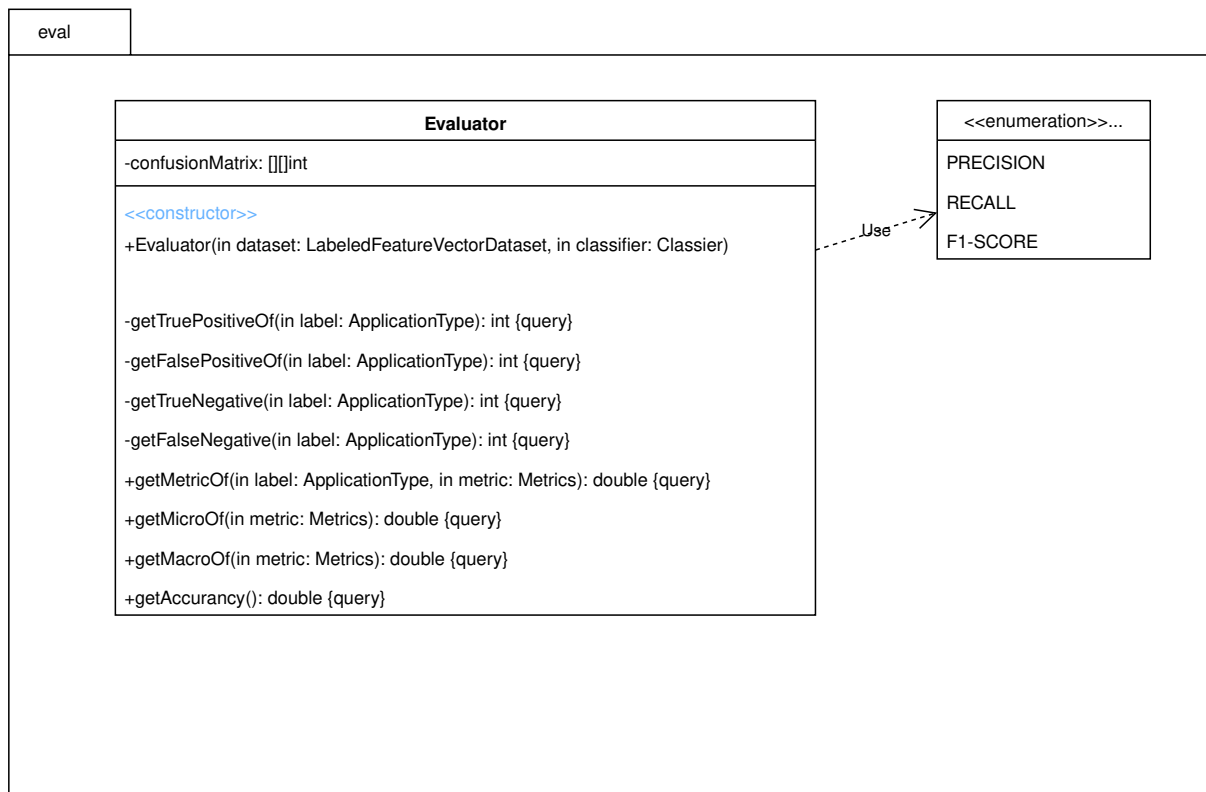 eval
Evaluator
-confusionMatrix: [][]int
<<constructor>>
+Evaluator(in dataset: LabeledFeatureVectorDataset, in classifier: Classier)
-getTruePositiveOf(in label: ApplicationType): int {query}
-getFalsePositiveOf(in label: ApplicationType): int {query}
-getTrueNegative(in label: ApplicationType): int {query}
-getFalseNegative(in label: ApplicationType): int {query}
+getMetricOf(in label: ApplicationType, in metric: Metrics): double {query}
+getMicroOf(in metric: Metrics): double {query}
+getMacroOf(in metric: Metrics): double {query}
+getAccurancy(): double {query}
Use
<<enumeration>>...
PRECISION
RECALL
F1-SCORE